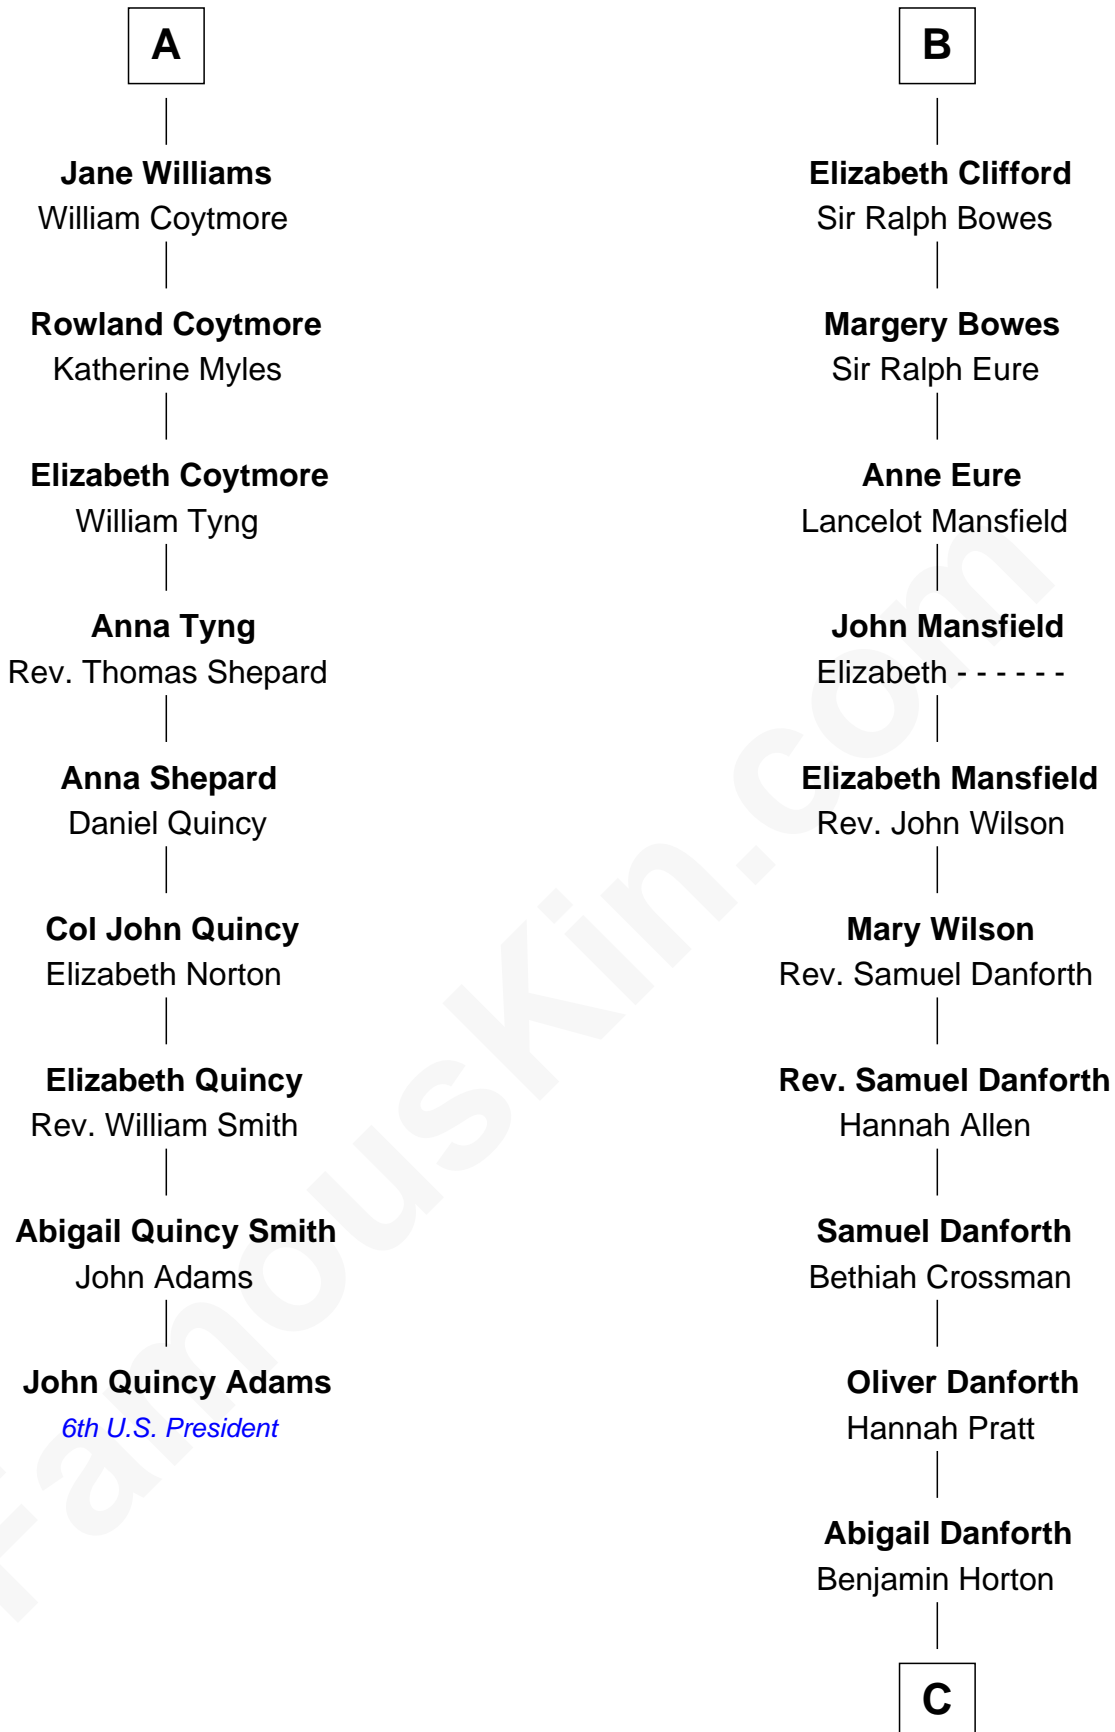 A
Jane Williams
William Coytmore
Rowland Coytmore
Katherine Myles
Elizabeth Coytmore
William Tyng
Anna Tyng
Rev. Thomas Shepard
Anna Shepard
Daniel Quincy
Col John Quincy
Elizabeth Norton
Elizabeth Quincy
Rev. William Smith
Abigail Quincy Smith
John Adams
John Quincy Adams
6th U.S. President
B
Elizabeth Clifford
Sir Ralph Bowes
Margery Bowes
Sir Ralph Eure
Anne Eure
Lancelot Mansfield
John Mansfield
Elizabeth - - - - - -
Elizabeth Mansfield
Rev. John Wilson
Mary Wilson
Rev. Samuel Danforth
Rev. Samuel Danforth
Hannah Allen
Samuel Danforth
Bethiah Crossman
Oliver Danforth
Hannah Pratt
Abigail Danforth
Benjamin Horton
C
FamousKin.com